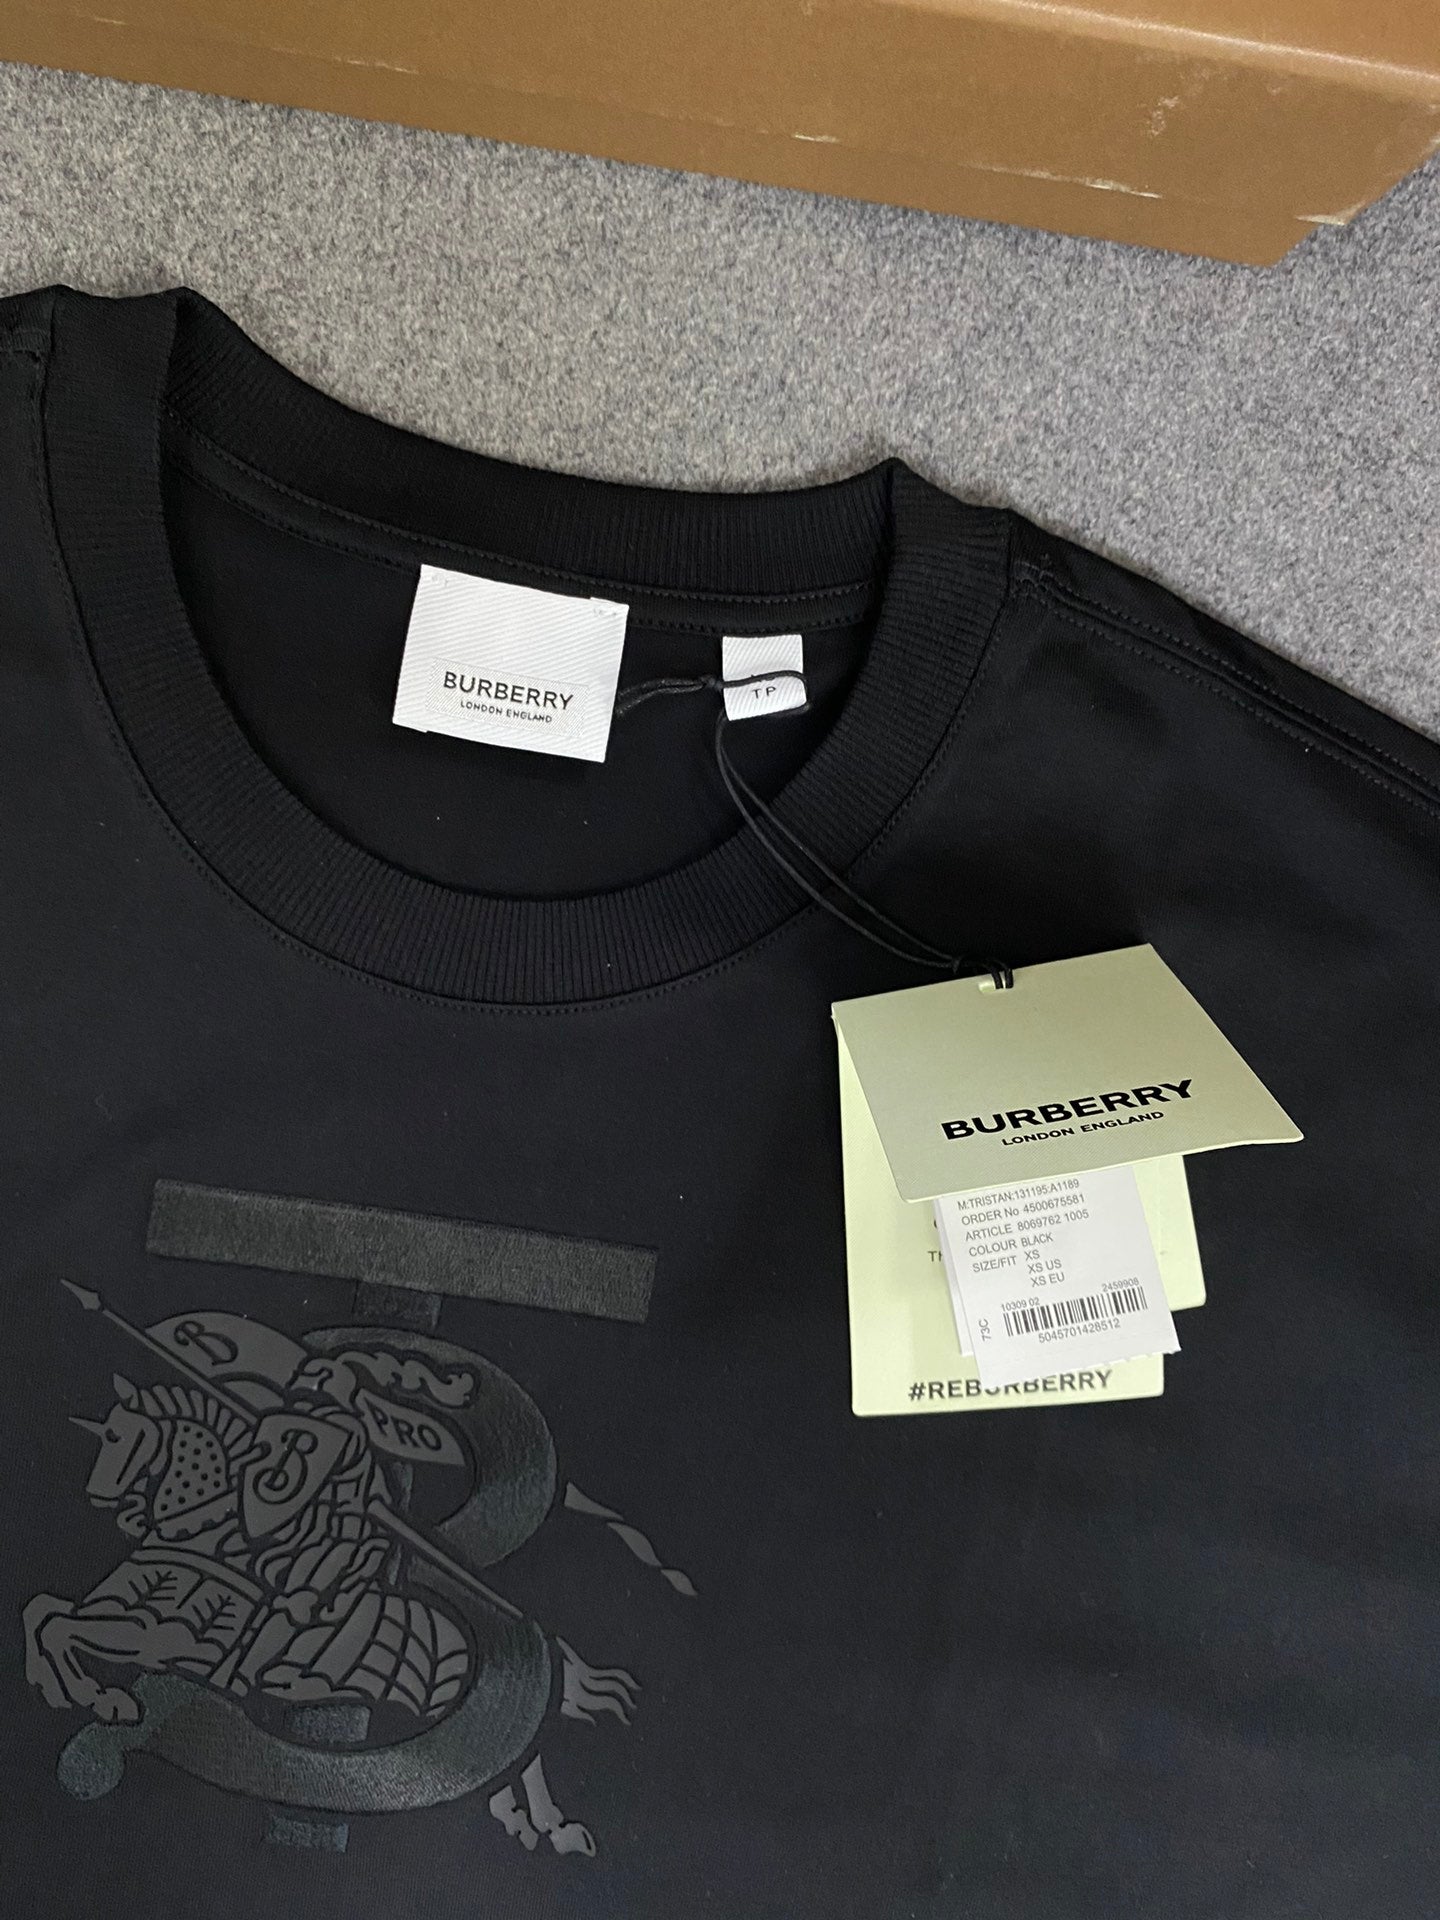 BURBERRY
LONDON ENGLAND
TP
BURBERRY
LONDON ENGLAND
M:TRISTAN:131195:A1189
ORDER No 4500675581
ARTICLE 8069762 1005
COLOUR BLACK
SIZE/FIT XS
XS US
XS EU
10309 02 2459908
73C
5045701428512
#REBURBERRY
B
PRO
B